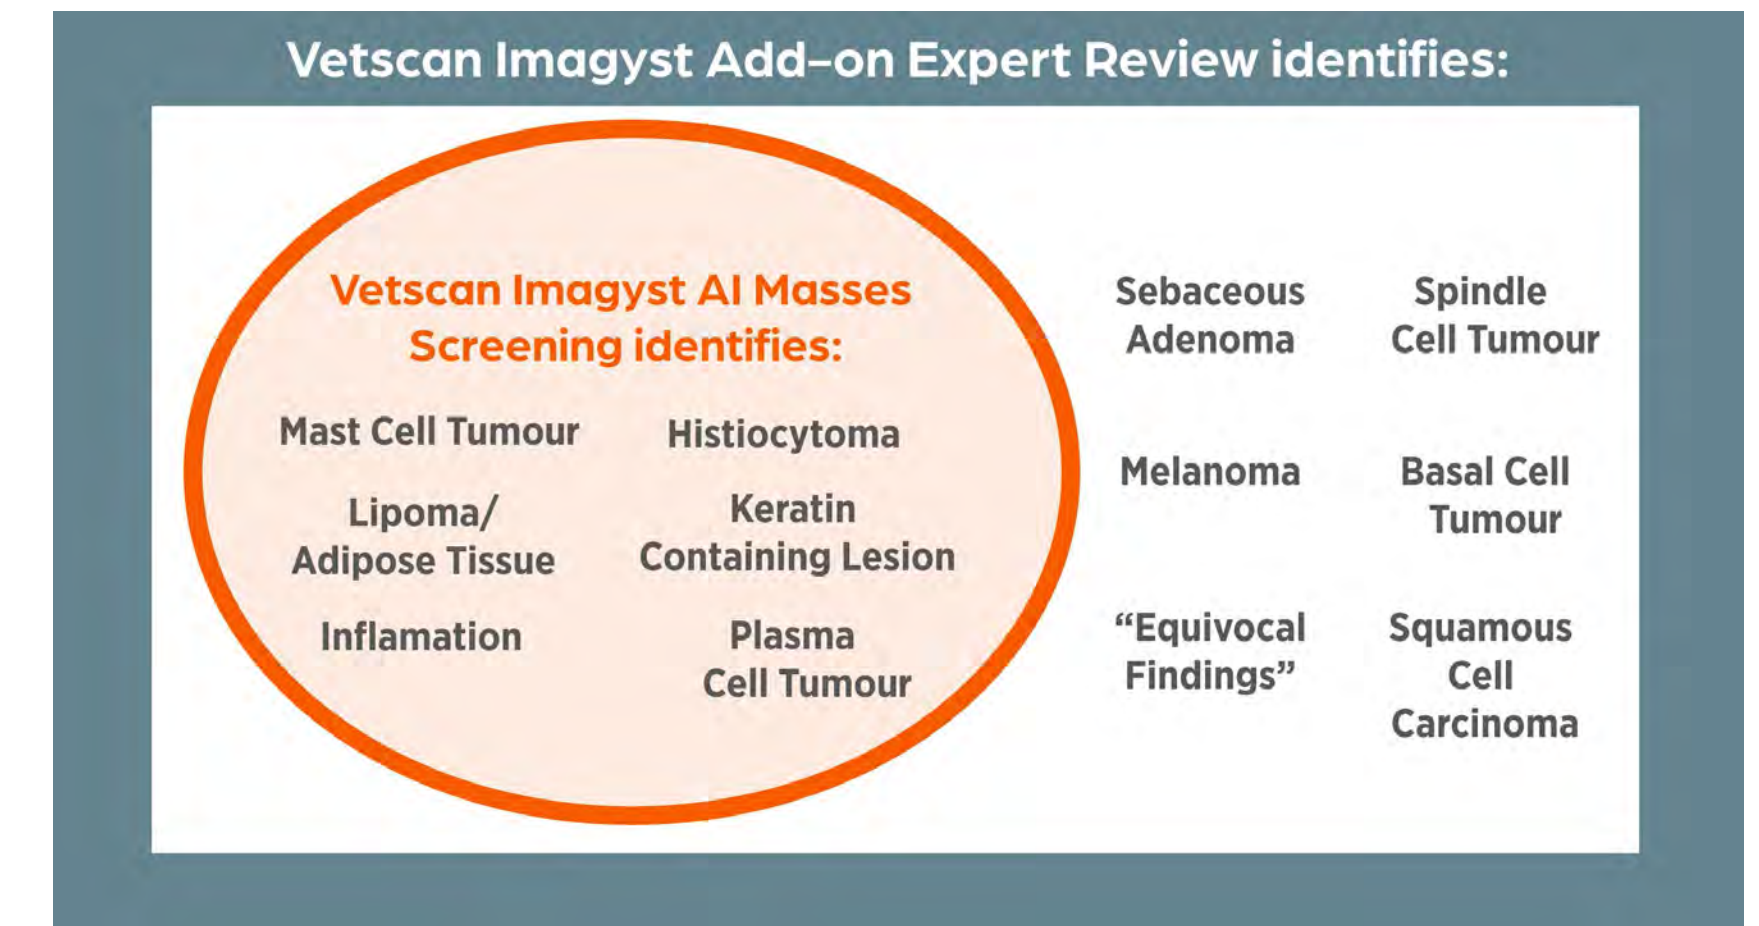 Vetscan Imagyst Add-on Expert Review identifies:
Vetscan Imagyst AI Masses
Screening identifies:
Mast Cell Tumour
Histiocytoma
Lipoma/
Adipose Tissue
Keratin
Containing Lesion
Inflamation
Plasma
Cell Tumour
Sebaceous
Adenoma
Spindle
Cell Tumour
Melanoma
Basal Cell
Tumour
“Equivocal
Findings”
Squamous
Cell
Carcinoma